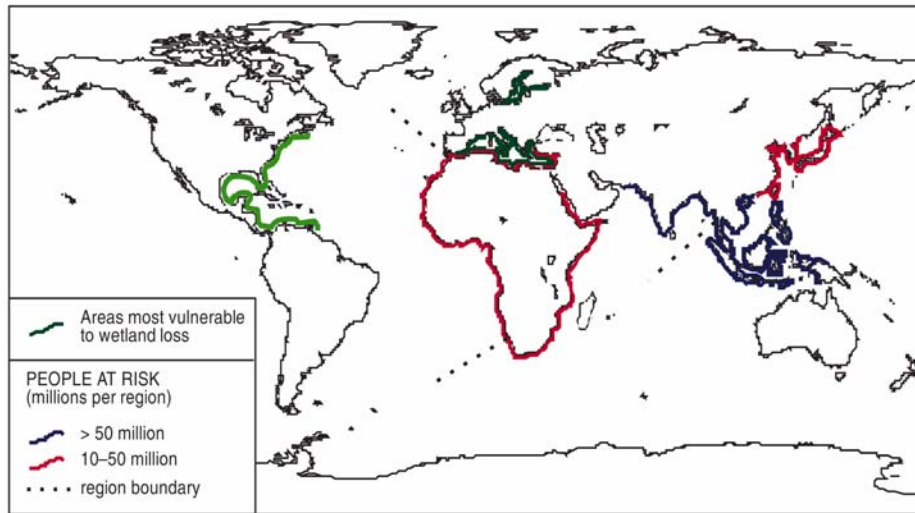 Areas most vulnerable
to wetland loss
PEOPLE AT RISK
(millions per region)
> 50 million
10–50 million
region boundary